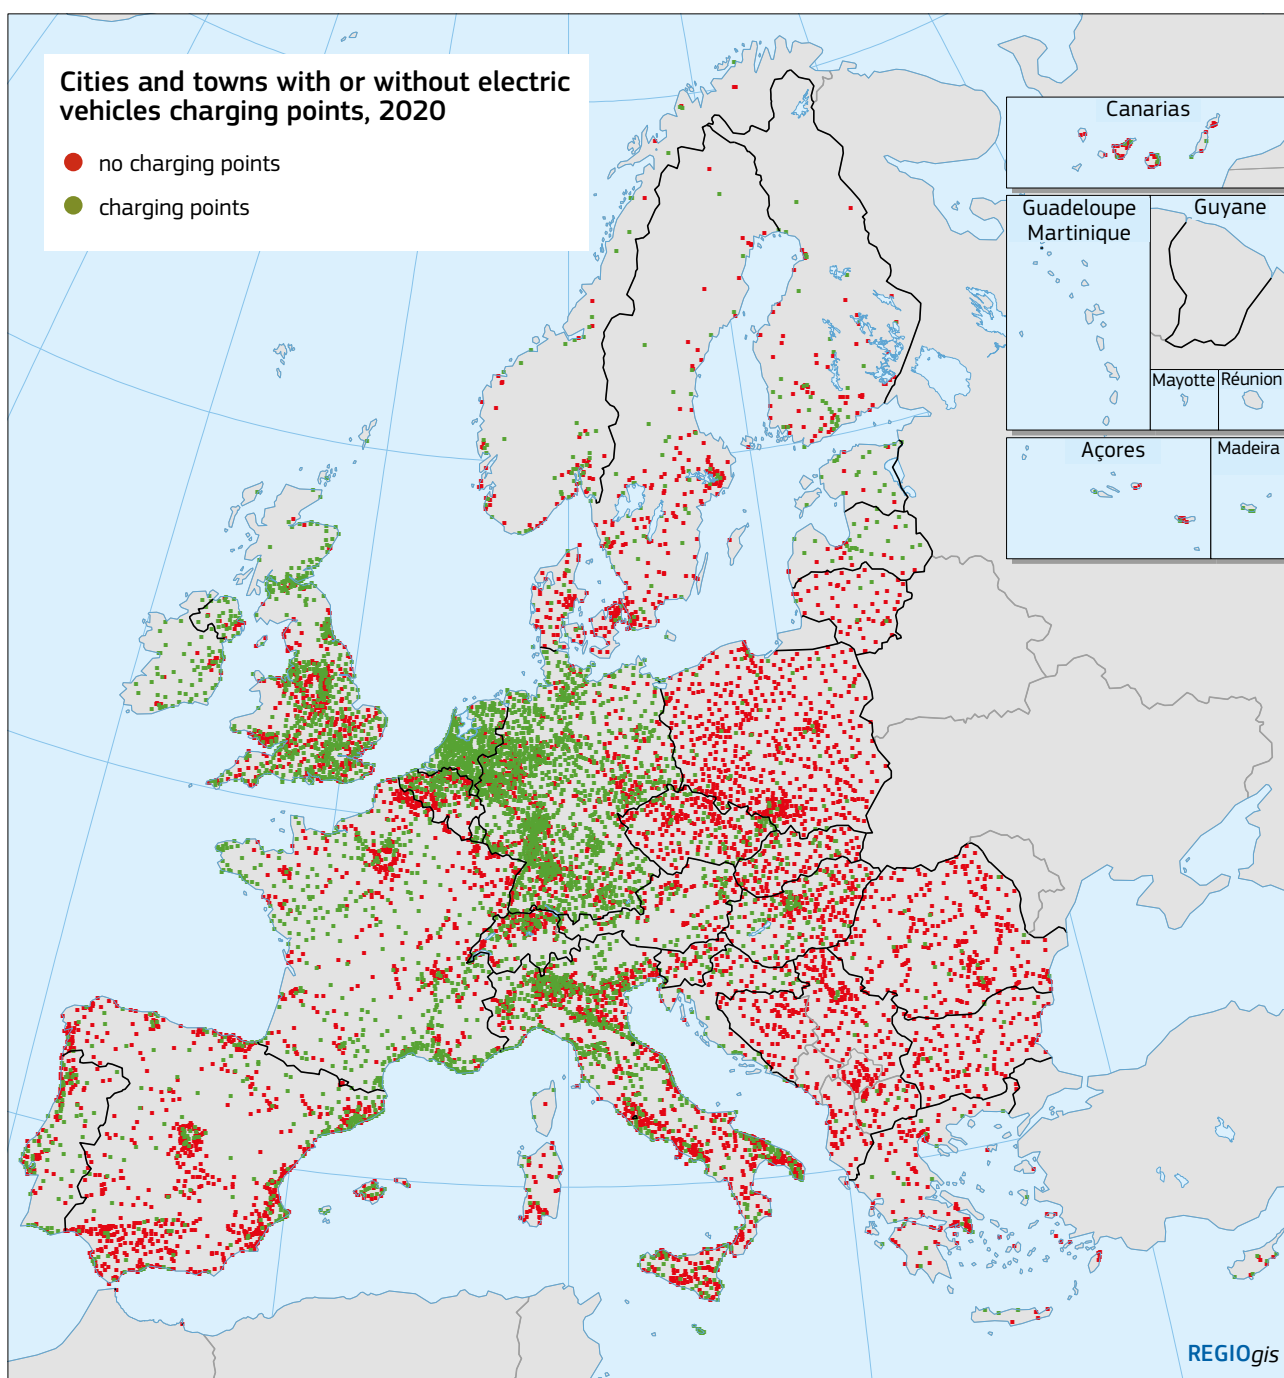 Cities and towns with or without electric
vehicles charging points, 2020
no charging points
charging points
Canarias
Guadeloupe
Martinique
Guyane
Mayotte
Réunion
Açores
Madeira
REGIOgis